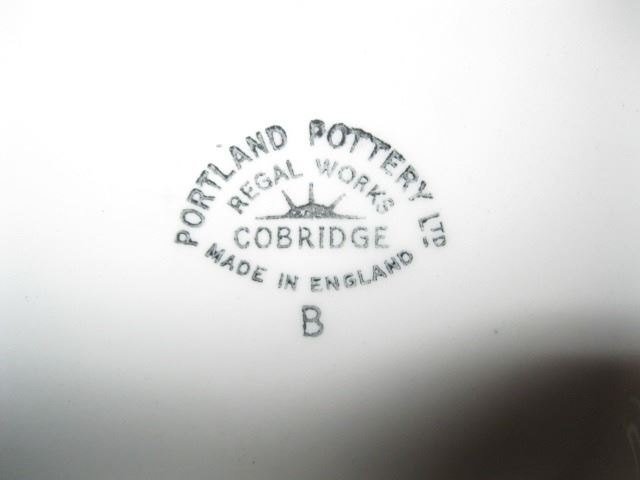 PORTLAND POTTERY LTD.
REGAL WORKS
COBRIDGE
MADE IN ENGLAND
B